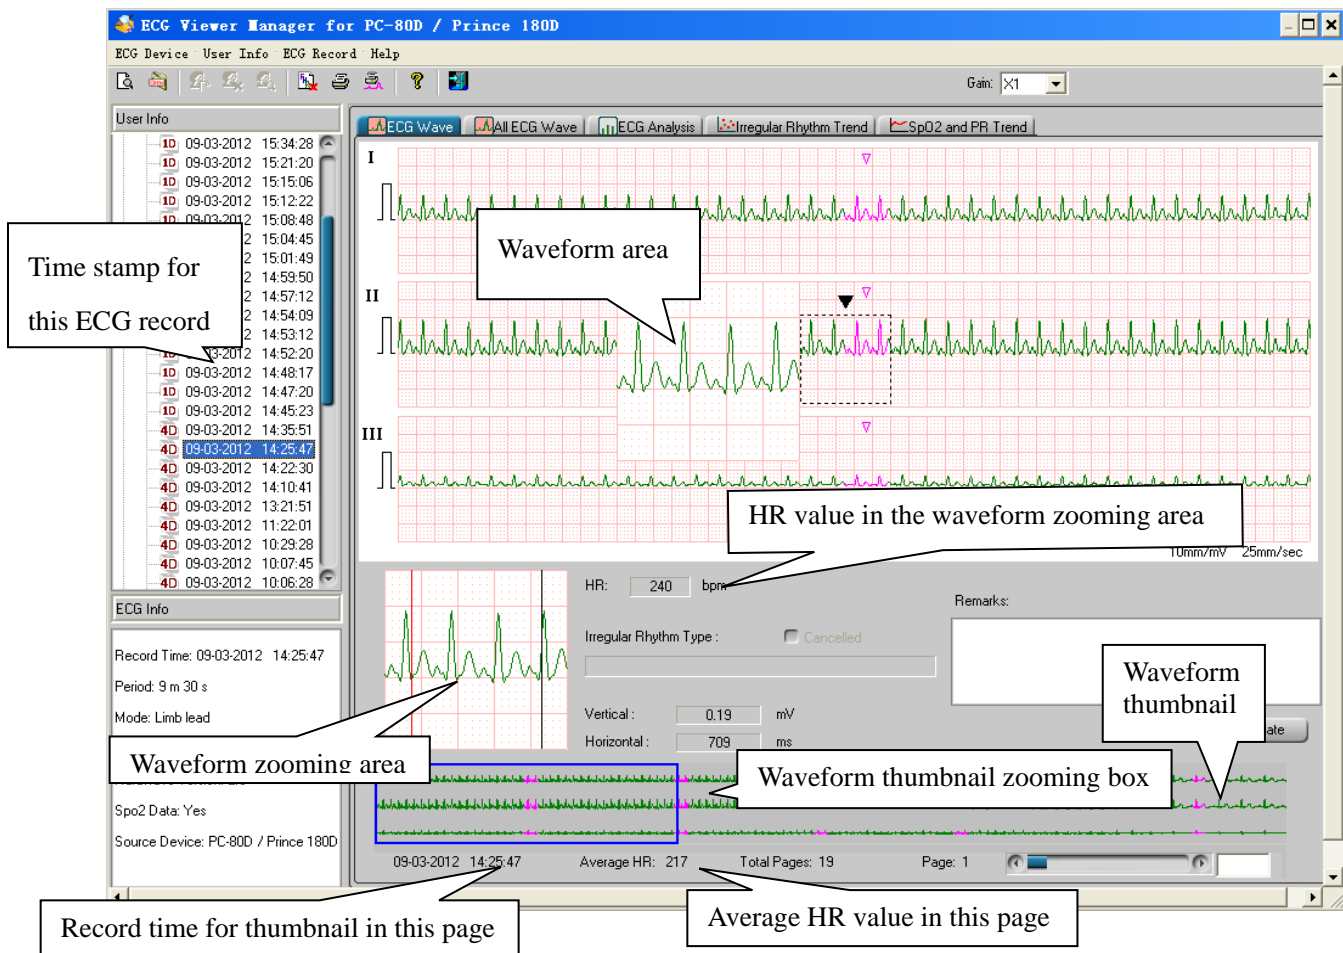 ECG Viewer Manager for PC-80D / Prince 180D
ECG Device User Info ECG Record Help
Gain: X1
User Info
1D 09-03-2012 15:34:28
1D 09-03-2012 15:21:20
1D 09-03-2012 15:15:06
1D 09-03-2012 15:12:22
1D 09-03-2012 15:08:48
2 15:04:45
2 15:01:49
2 14:59:50
2 14:57:12
2 14:54:09
2 14:53:12
1D 09-03-2012 14:52:20
1D 09-03-2012 14:48:17
1D 09-03-2012 14:47:20
1D 09-03-2012 14:45:23
4D 09-03-2012 14:35:51
4D 09-03-2012 14:25:47
4D 09-03-2012 14:22:30
4D 09-03-2012 14:10:41
4D 09-03-2012 13:21:51
4D 09-03-2012 11:22:01
4D 09-03-2012 10:29:28
4D 09-03-2012 10:07:45
4D 09-03-2012 10:06:28
Time stamp for
this ECG record
ECG Wave All ECG Wave ECG Analysis Irregular Rhythm Trend SpO2 and PR Trend
I
Waveform area
II
III
HR value in the waveform zooming area
10mm/mV 25mm/sec
ECG Info
Record Time: 09-03-2012 14:25:47
Period: 9 m 30 s
Mode: Limb lead
Spo2 Data: Yes
Source Device: PC-80D / Prince 180D
HR: 240 bpm
Irregular Rhythm Type : Cancelled
Vertical : 0.19 mV
Horizontal : 709 ms
Remarks:
Waveform
thumbnail
ate
Waveform zooming area
Waveform thumbnail zooming box
09-03-2012 14:25:47 Average HR: 217 Total Pages: 19 Page: 1
Record time for thumbnail in this page
Average HR value in this page